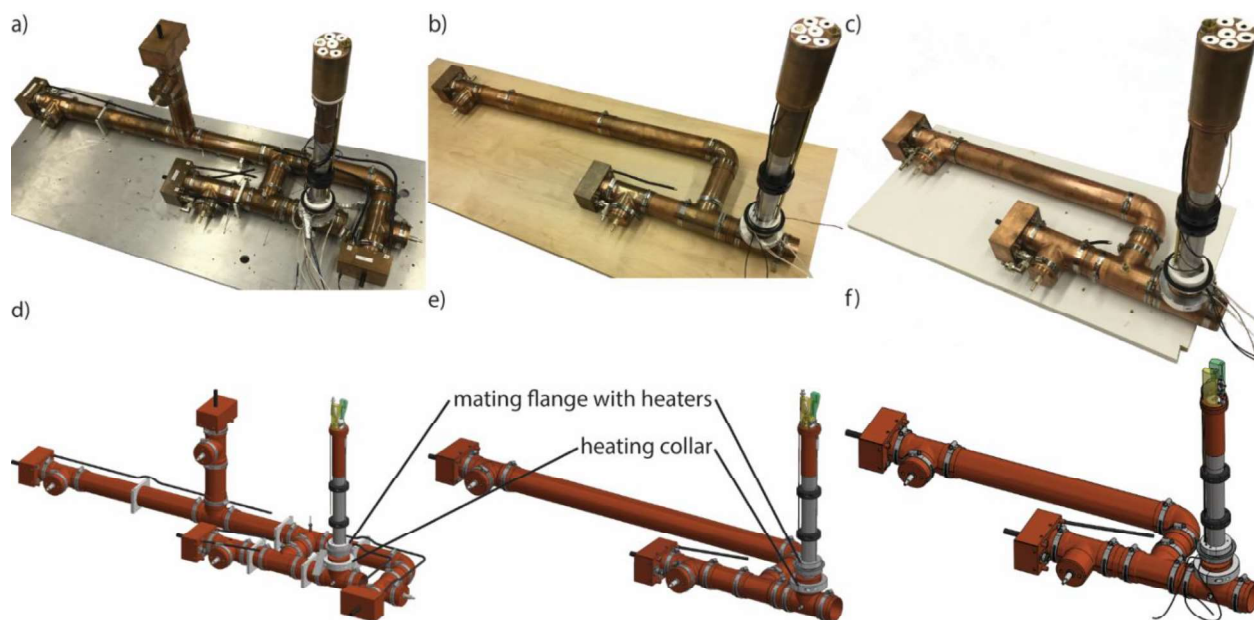 a)
b)
c)
d)
e)
f)
mating flange with heaters
heating collar